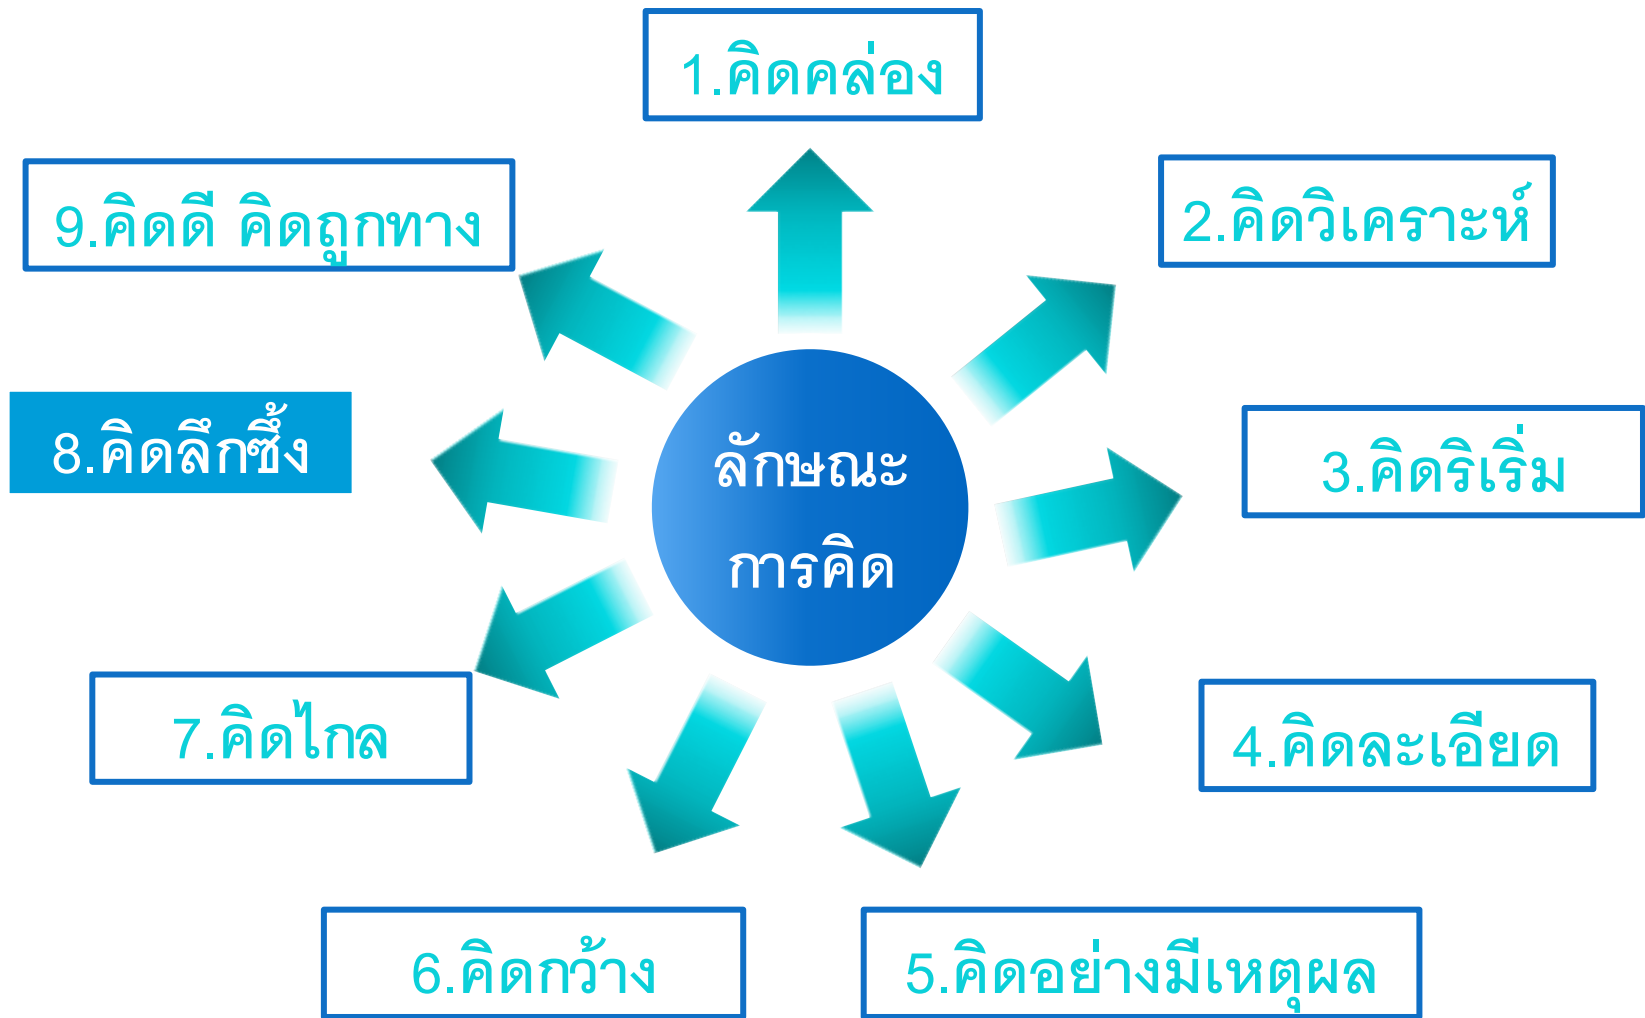 1.คิดคล่อง
2.คิดวิเคราะห์
3.คิดริเริ่ม
4.คิดละเอียด
5.คิดอย่างมีเหตุผล
6.คิดกว้าง
7.คิดไกล
8.คิดลึกซึ้ง
9.คิดดี คิดถูกทาง
ลักษณะ
การคิด